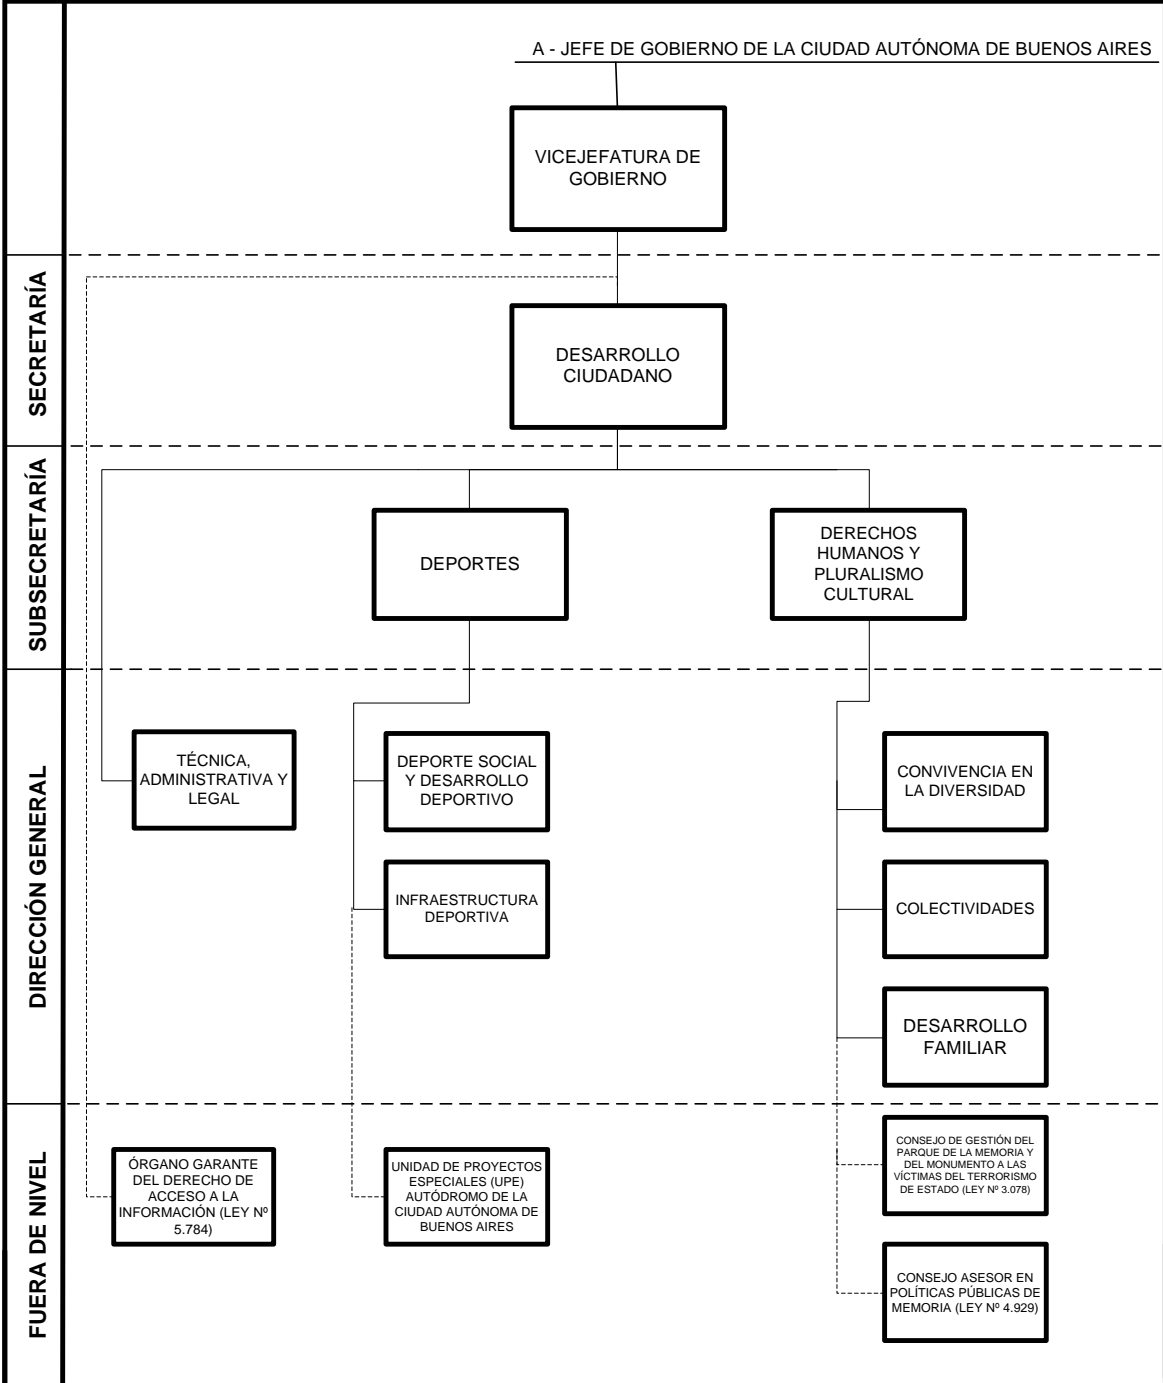 A - JEFE DE GOBIERNO DE LA CIUDAD AUTÓNOMA DE BUENOS AIRES
VICEJEFATURA DE
GOBIERNO
SECRETARÍA
DESARROLLO
CIUDADANO
SUBSECRETARÍA
DEPORTES
DERECHOS
HUMANOS Y
PLURALISMO
CULTURAL
DIRECCIÓN GENERAL
TÉCNICA,
ADMINISTRATIVA Y
LEGAL
DEPORTE SOCIAL
Y DESARROLLO
DEPORTIVO
CONVIVENCIA EN
LA DIVERSIDAD
INFRAESTRUCTURA
DEPORTIVA
COLECTIVIDADES
DESARROLLO
FAMILIAR
FUERA DE NIVEL
ÓRGANO GARANTE
DEL DERECHO DE
ACCESO A LA
INFORMACIÓN (LEY Nº
5.784)
UNIDAD DE PROYECTOS
ESPECIALES (UPE)
AUTÓDROMO DE LA
CIUDAD AUTÓNOMA DE
BUENOS AIRES
CONSEJO DE GESTIÓN DEL
PARQUE DE LA MEMORIA Y
DEL MONUMENTO A LAS
VÍCTIMAS DEL TERRORISMO
DE ESTADO (LEY Nº 3.078)
CONSEJO ASESOR EN
POLÍTICAS PÚBLICAS DE
MEMORIA (LEY Nº 4.929)